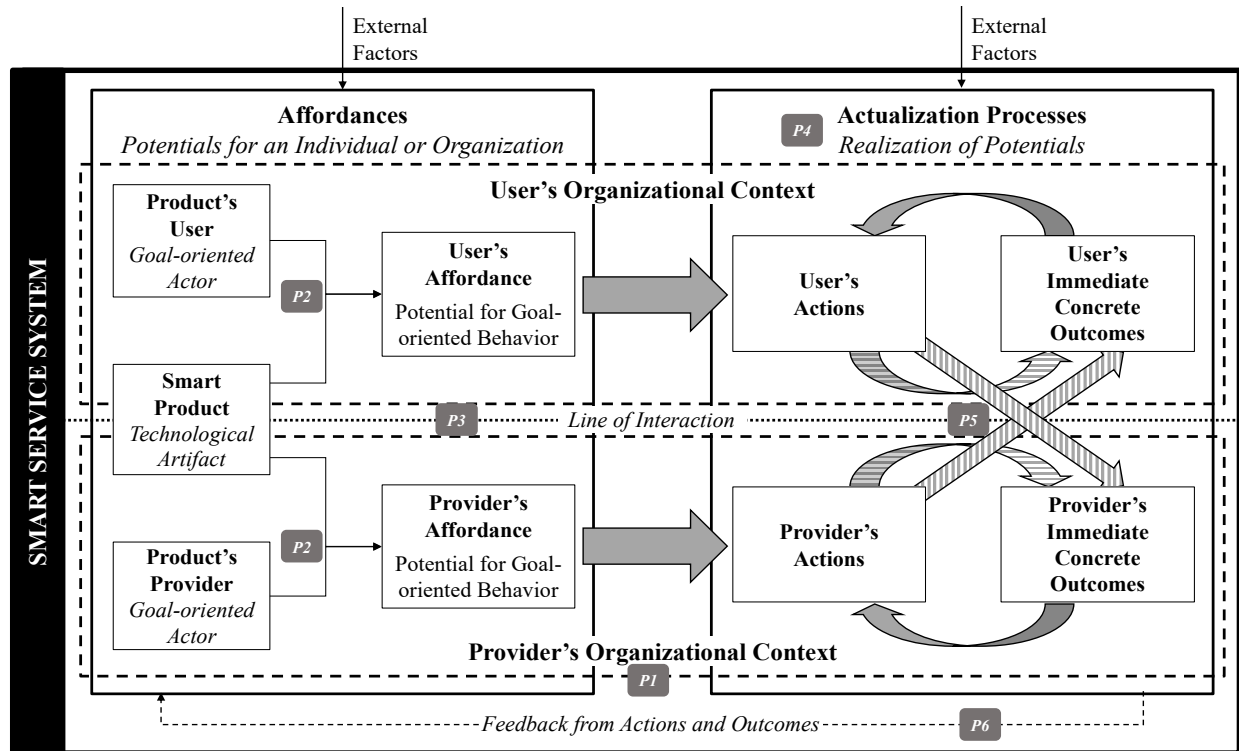 External
Factors
External
Factors
SMART SERVICE SYSTEM
Affordances
Potentials for an Individual or Organization
P4
Actualization Processes
Realization of Potentials
User's Organizational Context
Product's
User
Goal-oriented
Actor
P2
User's
Affordance
Potential for Goal-
oriented Behavior
User's
Actions
User's
Immediate
Concrete
Outcomes
Smart
Product
Technological
Artifact
P3
Line of Interaction
P5
Product's
Provider
Goal-oriented
Actor
P2
Provider's
Affordance
Potential for Goal-
oriented Behavior
Provider's
Actions
Provider's
Immediate
Concrete
Outcomes
Provider's Organizational Context
P1
Feedback from Actions and Outcomes
P6